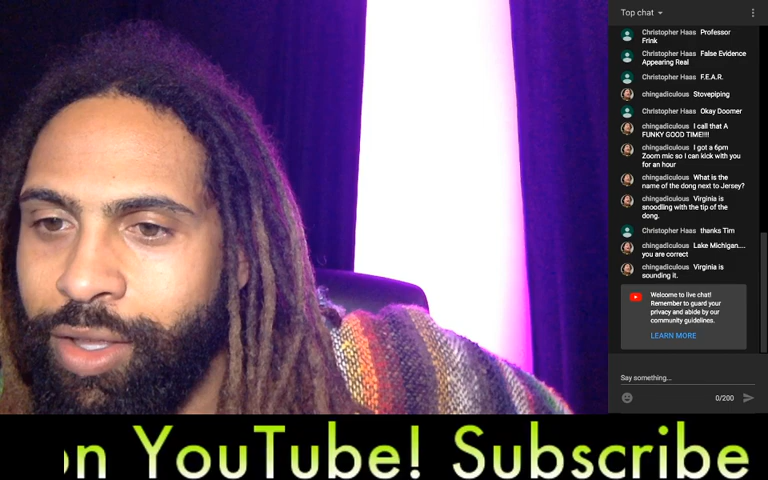 Top chat
Christopher Haas Professor
Frink
Christopher Haas False Evidence
Appearing Real
Christopher Haas F.E.A.R.
chingadiculous Stovepiping
Christopher Haas Okay Doomer
chingadiculous I call that A
FUNKY GOOD TIME!!!!
chingadiculous I got a 6pm
Zoom mic so I can kick with you
for an hour
chingadiculous What is the
name of the dong next to Jersey?
chingadiculous Virginia is
snoodling with the tip of the
dong.
Christopher Haas thanks Tim
chingadiculous Lake Michigan....
you are correct
chingadiculous Virginia is
sounding it.
Welcome to live chat!
Remember to guard your
privacy and abide by our
community guidelines.
LEARN MORE
Say something...
0/200
on YouTube! Subscribe